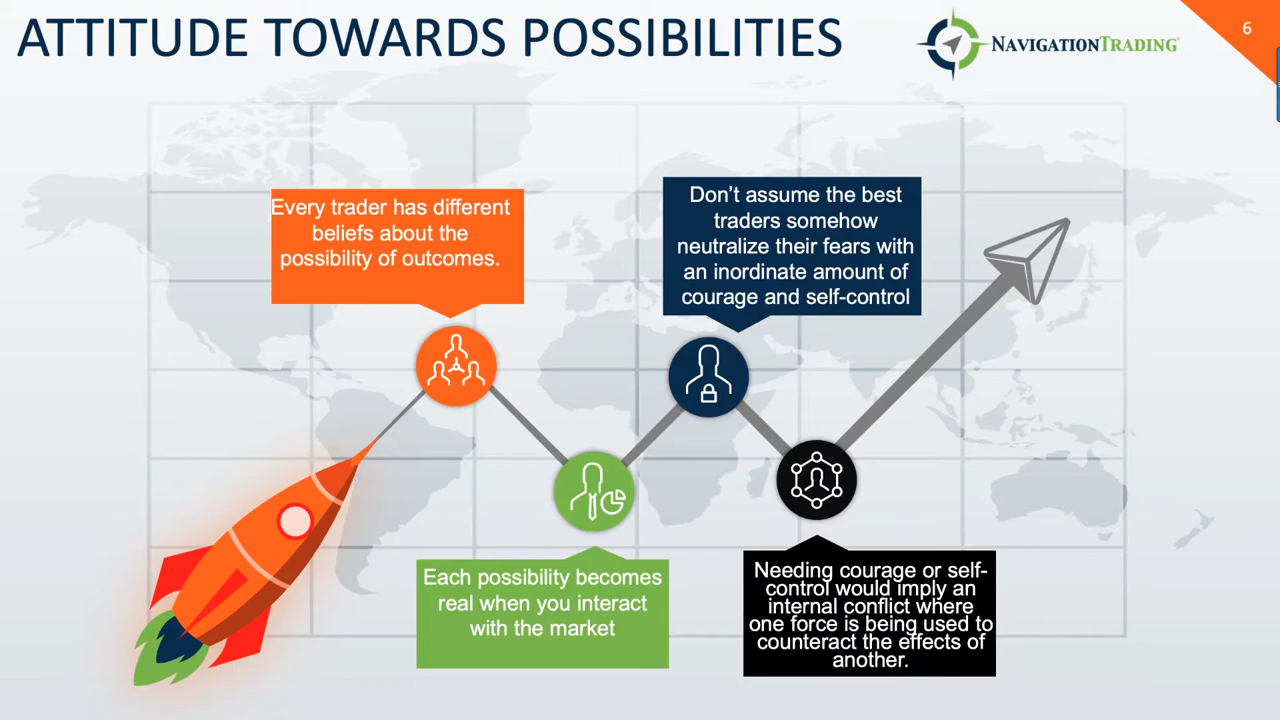 ATTITUDE TOWARDS POSSIBILITIES
NAVIGATIONTRADING®
6
Every trader has different
beliefs about the
possibility of outcomes.
Don’t assume the best
traders somehow
neutralize their fears with
an inordinate amount of
courage and self-control
Each possibility becomes
real when you interact
with the market
Needing courage or self-
control would imply an
internal conflict where
one force is being used to
counteract the effects of
another.